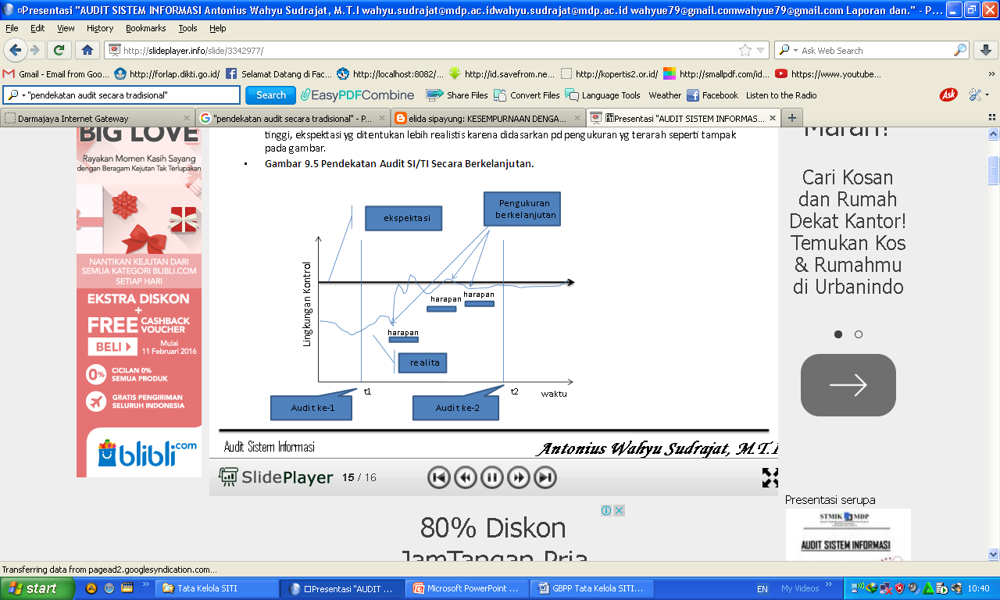 Presentasi "AUDIT SISTEM INFORMASI Antonius Wahyu Sudrajat, M.T.I wahyu.sudrajat@mdp.ac.idwahyu.sudrajat@mdp.ac.id wahyue79@gmail.comwahyue79@gmail.com Laporan dan." - P...
File Edit View History Bookmarks Tools Help
http://slideplayer.info/slide/3342977/
Ask Web Search
Gmail - Email from Goo...
http://forlap.dikti.go.id/
Selamat Datang di Fac...
http://localhost:8082/...
http://id.savefrom.ne...
http://kopertis2.or.id/
http://smallpdf.com/id...
https://www.youtube...
"pendekatan audit secara tradisional"
Search
EasyPDFCombine
Share Files
Convert Files
Language Tools
Weather
Facebook
Listen to the Radio
Ask
Darmajaya Internet Gateway
"pendekatan audit secara tradisional" - P...
elida sipayung: KESEMPURNAAN DENGA...
Presentasi "AUDIT SISTEM INFORMAS...
BIG LOVE
Rayakan Momen Kasih Sayang
dengan Beragam Kejutan Tak Terlupakan
NANTIKAN KEJUTAN DARI
SEMUA KATEGORI BLIBLI.COM
SETIAP HARI
EKSTRA DISKON
+
FREE CASHBACK
VOUCHER
BELI
Mulai
11 Februari 2016
0%
CICILAN 0%
SEMUA PRODUK
GRATIS PENGIRIMAN
SELURUH INDONESIA
blibli.com
tinggi, ekspektasi yg ditentukan lebih realistis karena didasarkan pd pengukuran yg terarah seperti tampak
pada gambar.
▪ Gambar 9.5 Pendekatan Audit SI/TI Secara Berkelanjutan.
ekspektasi
Pengukuran
berkelanjutan
Lingkungan Kontrol
harapan
harapan
harapan
realita
t1
t2
waktu
Audit ke-1
Audit ke-2
Audit Sistem Informasi
Antonius Wahyu Sudrajat, M.T.I
SlidePlayer
15 / 16
80% Diskon
JamTangan Pria
Cari Kosan
dan Rumah
Dekat Kantor!
Temukan Kos
& Rumahmu
di Urbanindo
Presentasi serupa
STMIK MDP
AUDIT SISTEM INFORMASI
Transferring data from pagead2.googlesyndication.com...
start
Tata Kelola SITI
Presentasi "AUDIT ...
Microsoft PowerPoint ...
GBPP Tata Kelola SITI...
EN
My Videos
10:40